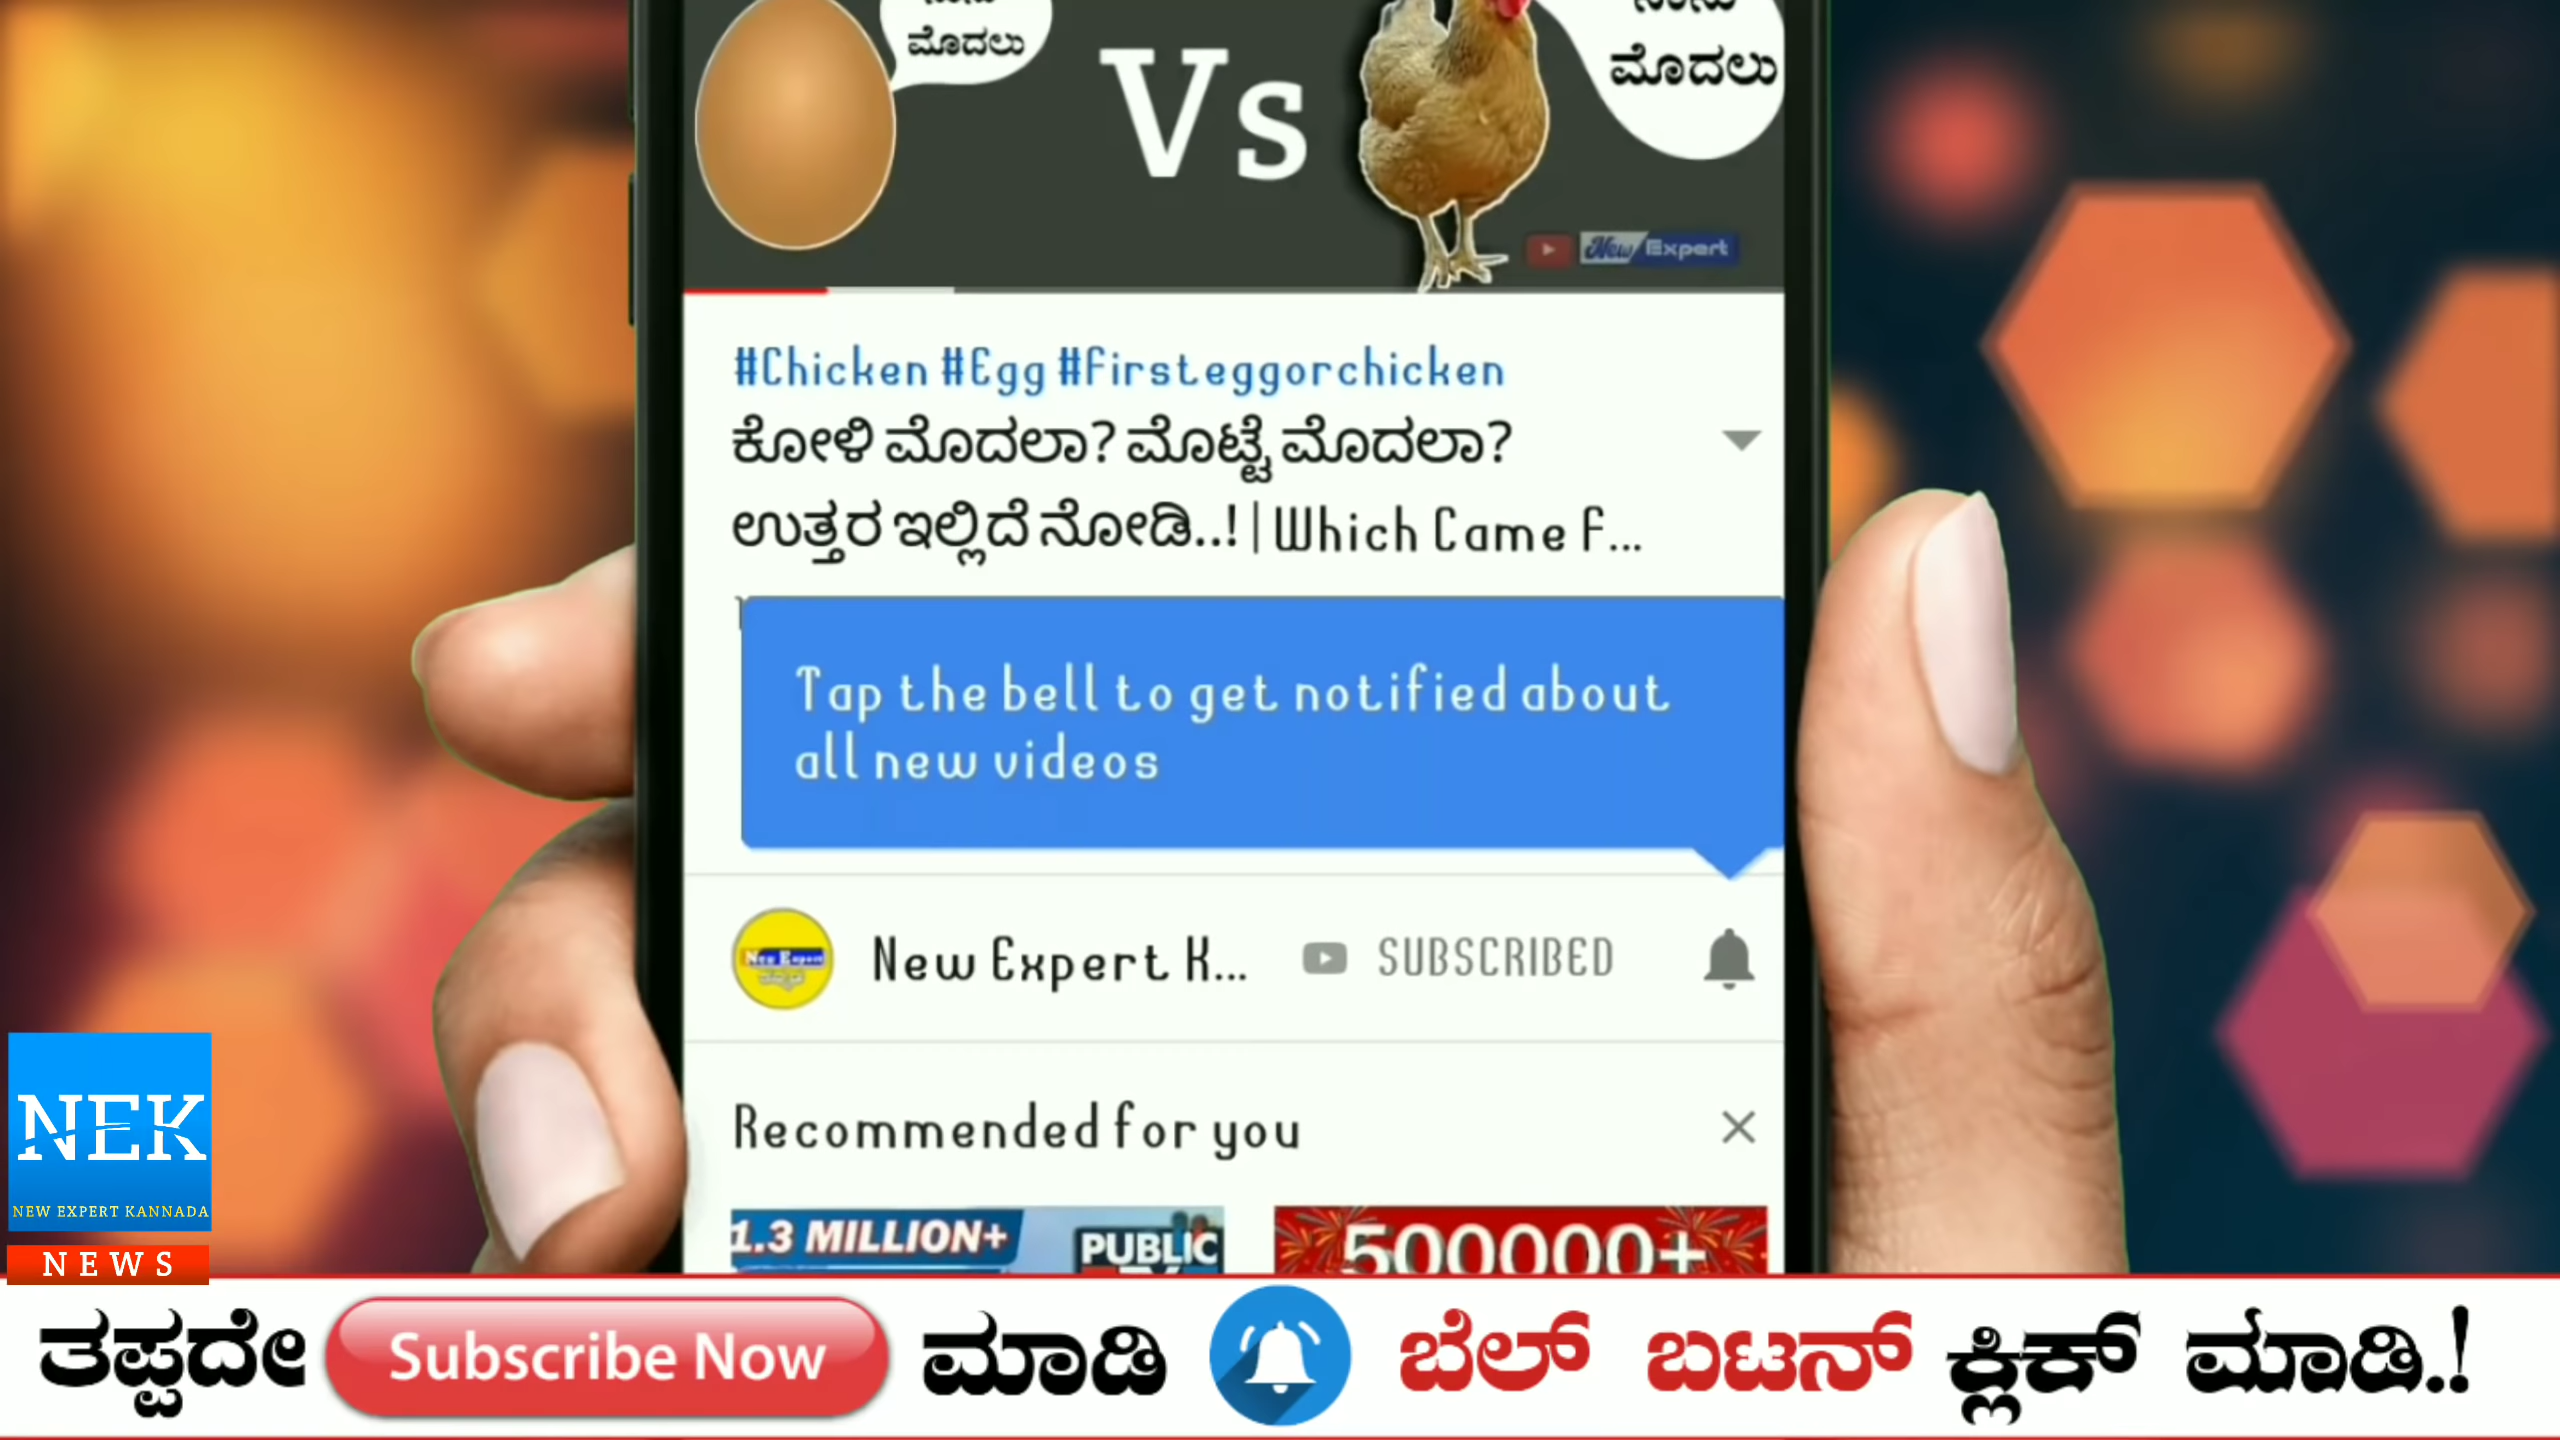 ಮೊದಲು
Vs
ಮೊದಲು
New Expert
#Chicken #Egg #Firsteggorchicken
ಕೋಳಿ ಮೊದಲಾ? ಮೊಟ್ಟೆ ಮೊದಲಾ?
ಉತ್ತರ ಇಲ್ಲಿದೆ ನೋಡಿ..! | Which Came F...
Tap the bell to get notified about
all new videos
New Expert
New Expert K...
SUBSCRIBED
Recommended for you
1.3 MILLION+
PUBLIC
500000+
NEK
NEW EXPERT KANNADA
NEWS
ತಪ್ಪದೇ Subscribe Now ಮಾಡಿ ಬೆಲ್ ಬಟನ್ ಕ್ಲಿಕ್ ಮಾಡಿ.!